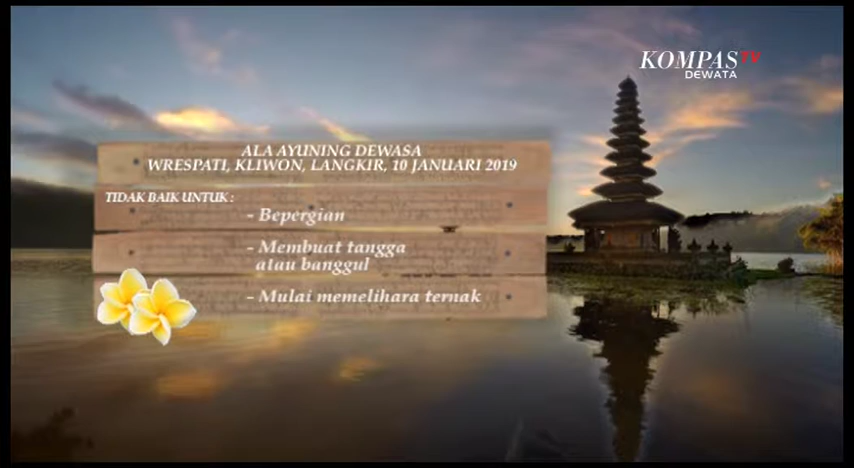 KOMPAS TV
DEWATA
ALA AYUNING DEWASA
WRESPATI, KLIWON, LANGKIR, 10 JANUARI 2019
TIDAK BAIK UNTUK :
- Bepergian
- Membuat tangga
atau banggul
- Mulai memelihara ternak